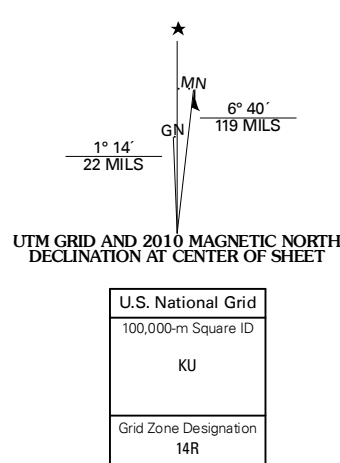 MN
6° 40´
119 MILS
GN
1° 14´
22 MILS
UTM GRID AND 2010 MAGNETIC NORTH
DECLINATION AT CENTER OF SHEET
U.S. National Grid
100,000-m Square ID
KU
Grid Zone Designation
14R